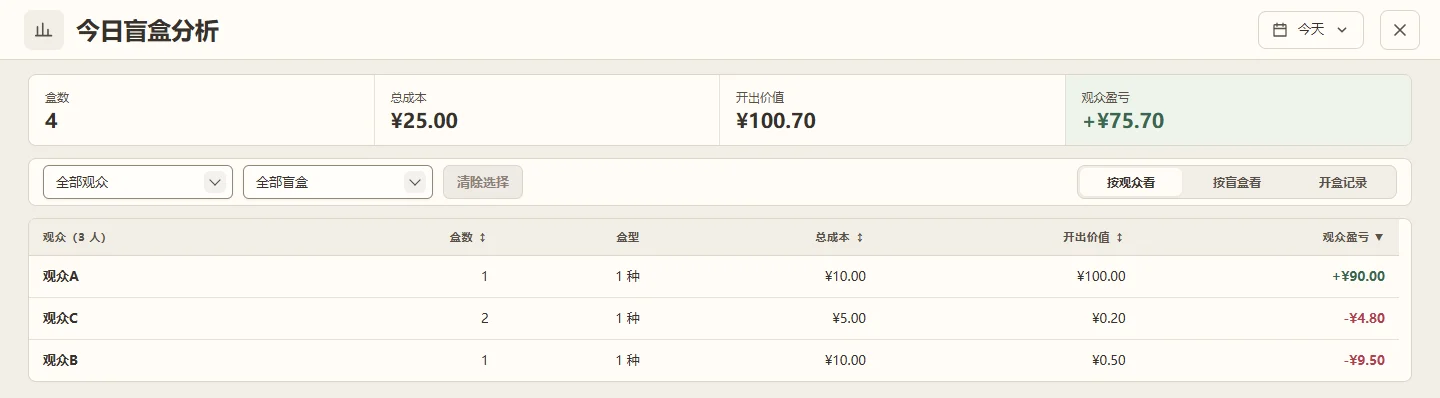 今日盲盒分析
今天
盒数 总成本 开出价值 观众盈亏
4 ¥25.00 ¥100.70 +¥75.70
全部观众 全部盲盒 清除选择 按观众看 按盲盒看 开盒记录
观众（3 人） 盒数 盒型 总成本 开出价值 观众盈亏
观众A 1 1 种 ¥10.00 ¥100.00 +¥90.00
观众C 2 1 种 ¥5.00 ¥0.20 -¥4.80
观众B 1 1 种 ¥10.00 ¥0.50 -¥9.50